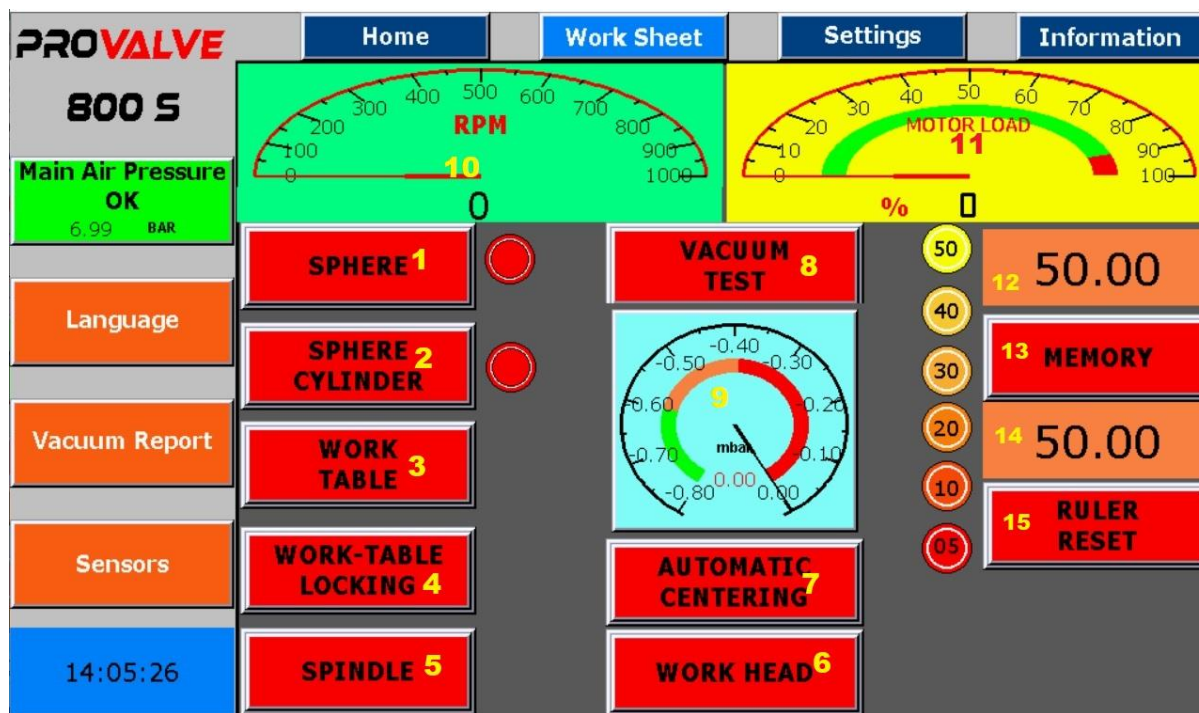 PROVALVE
800 S
Home
Work Sheet
Settings
Information
Main Air Pressure
OK
6.99 BAR
Language
Vacuum Report
Sensors
14:05:26
0
100
200
300
400
500
600
700
800
900
1000
RPM
10
0
0
10
20
30
40
50
60
70
80
90
100
MOTOR LOAD
11
% 0
SPHERE 1
SPHERE
CYLINDER 2
WORK
TABLE 3
WORK-TABLE
LOCKING 4
SPINDLE 5
VACUUM
TEST 8
-0.80
-0.70
-0.60
-0.50
-0.40
-0.30
-0.20
-0.10
0.00
9
mbar
0.00
AUTOMATIC
CENTERING 7
WORK HEAD 6
50
40
30
20
10
05
12 50.00
13 MEMORY
14 50.00
15 RULER
RESET